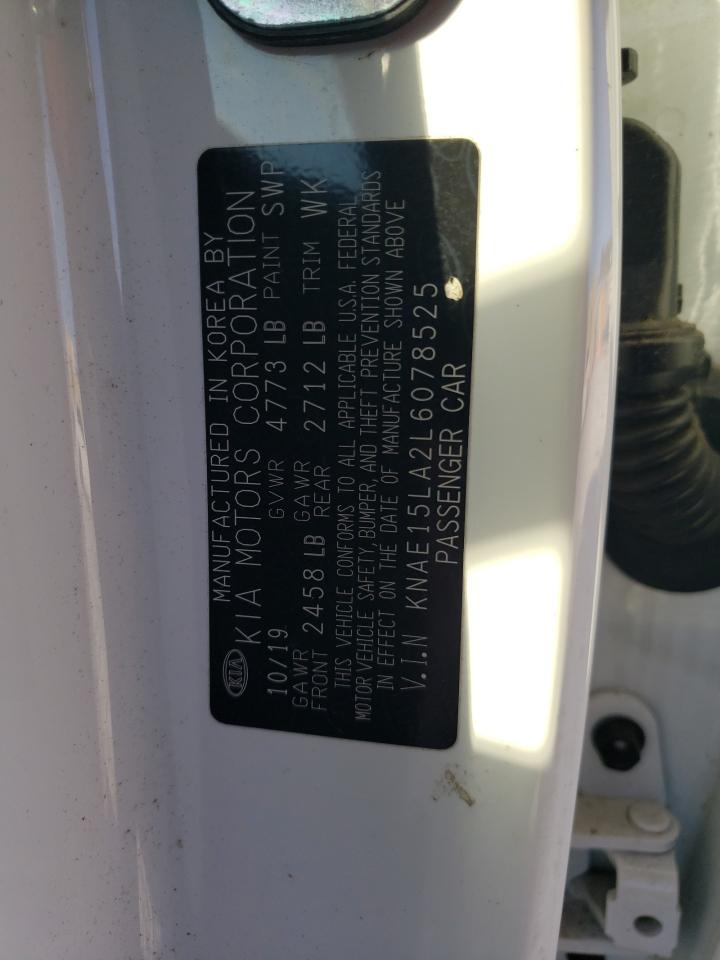 MANUFACTURED IN KOREA BY
KIA KIA MOTORS CORPORATION
10/19 GVWR 4773 LB PAINT SWP
GAWR FRONT 2458 LB GAWR REAR 2712 LB TRIM WK
THIS VEHICLE CONFORMS TO ALL APPLICABLE U.S.A. FEDERAL
MOTOR VEHICLE SAFETY, BUMPER, AND THEFT PREVENTION STANDARDS
IN EFFECT ON THE DATE OF MANUFACTURE SHOWN ABOVE
V.I.N KNAE15LA2L6078525
PASSENGER CAR